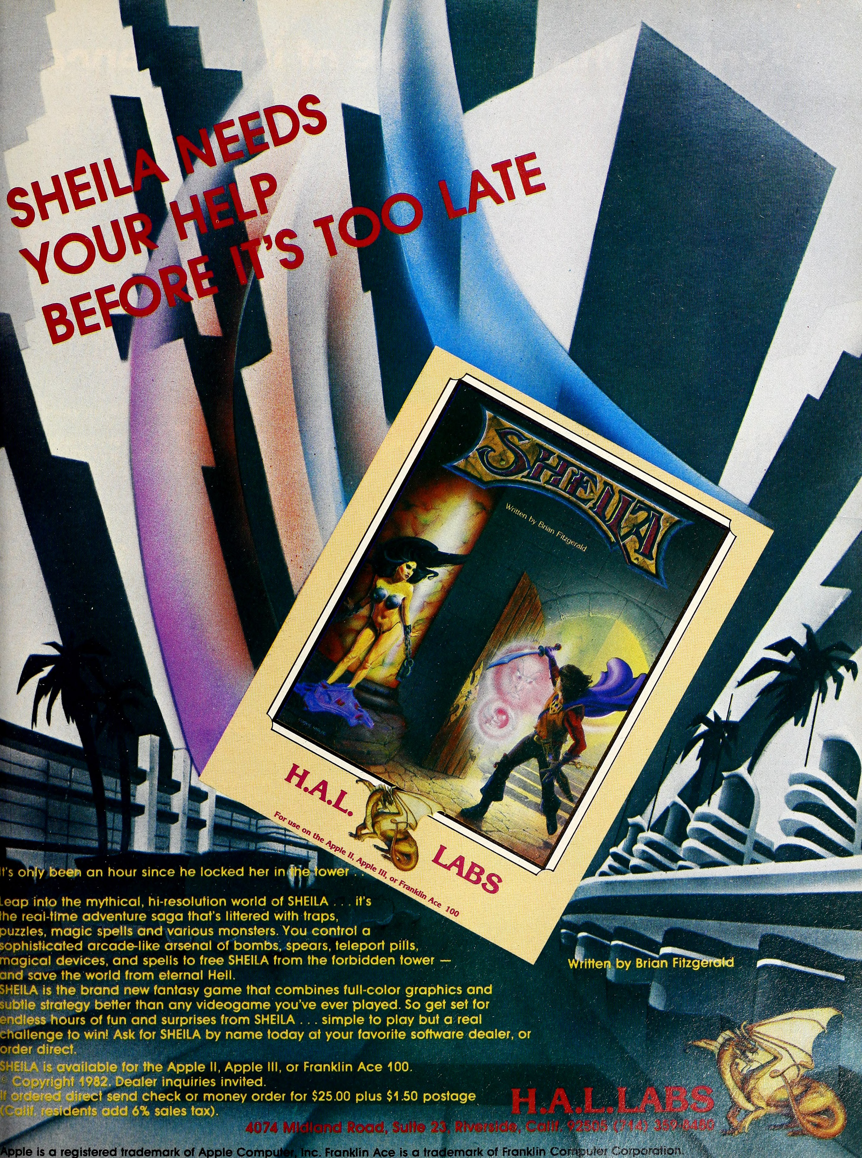 SHEILA NEEDS
YOUR HELP
BEFORE IT'S TOO LATE
SHEILA
Written by Brian Fitzgerald
H.A.L. LABS
For use on the Apple II, Apple III, or Franklin Ace 100
It's only been an hour since he locked her in the tower . . .
Leap into the mythical, hi-resolution world of SHEILA . . . it's
the real-time adventure saga that's littered with traps,
puzzles, magic spells and various monsters. You control a
sophisticated arcade-like arsenal of bombs, spears, teleport pills,
magical devices, and spells to free SHEILA from the forbidden tower —
and save the world from eternal Hell.
SHEILA is the brand new fantasy game that combines full-color graphics and
subtle strategy better than any videogame you've ever played. So get set for
endless hours of fun and surprises from SHEILA . . . simple to play but a real
challenge to win! Ask for SHEILA by name today at your favorite software dealer, or
order direct.
SHEILA is available for the Apple II, Apple III, or Franklin Ace 100.
© Copyright 1982. Dealer inquiries invited.
If ordered direct send check or money order for $25.00 plus $1.50 postage
(Calif. residents add 6% sales tax).
Written by Brian Fitzgerald
H.A.L. LABS
4074 Midland Road, Suite 23, Riverside, Calif. 92505 (714) 359-8480
Apple is a registered trademark of Apple Computer, Inc. Franklin Ace is a trademark of Franklin Computer Corporation.